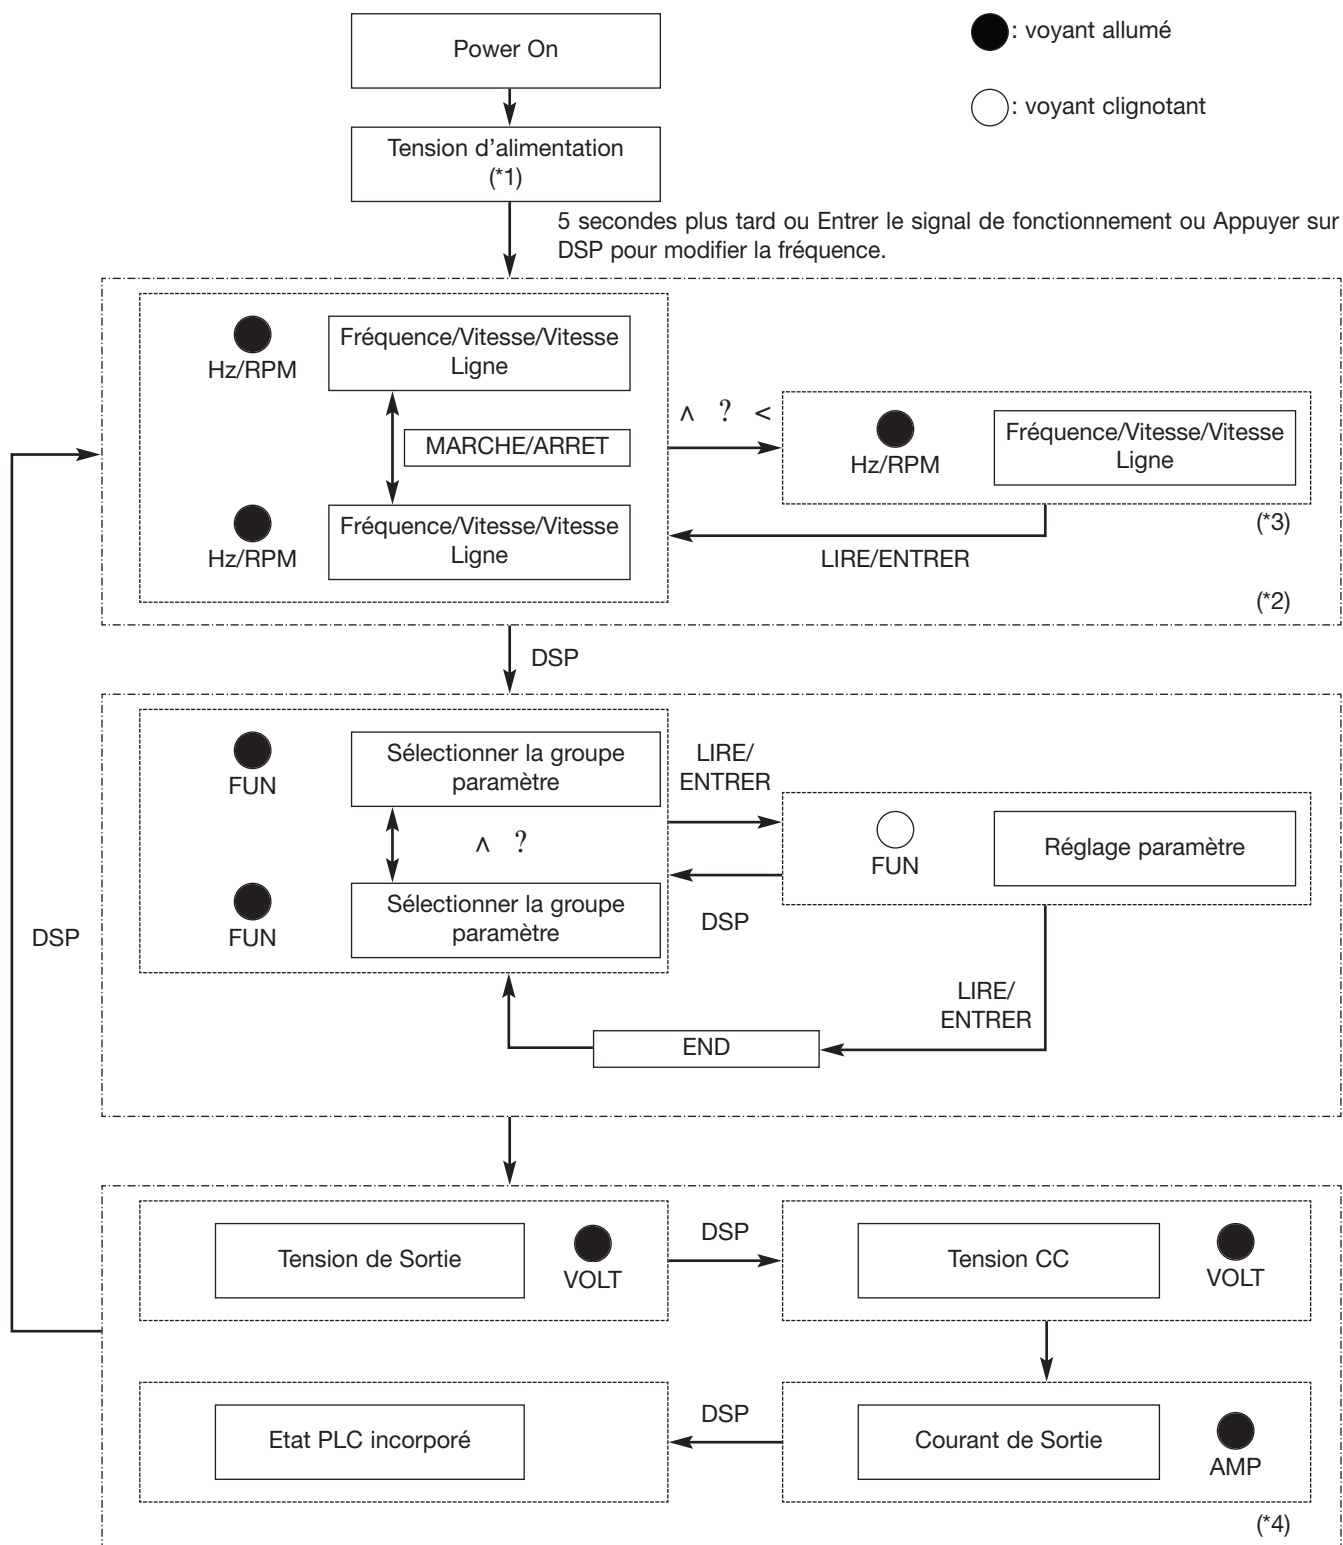 Power On
: voyant allumé
: voyant clignotant
Tension d’alimentation
(*1)
5 secondes plus tard ou Entrer le signal de fonctionnement ou Appuyer sur
DSP pour modifier la fréquence.
Hz/RPM
Fréquence/Vitesse/Vitesse
Ligne
MARCHE/ARRET
Hz/RPM
Fréquence/Vitesse/Vitesse
Ligne
∧ ? <
Hz/RPM
Fréquence/Vitesse/Vitesse
Ligne
(*3)
LIRE/ENTRER
(*2)
DSP
FUN
Sélectionner la groupe
paramètre
∧ ?
FUN
Sélectionner la groupe
paramètre
LIRE/
ENTRER
FUN
Réglage paramètre
DSP
LIRE/
ENTRER
END
DSP
Tension de Sortie
VOLT
DSP
Tension CC
VOLT
Etat PLC incorporé
DSP
Courant de Sortie
AMP
(*4)